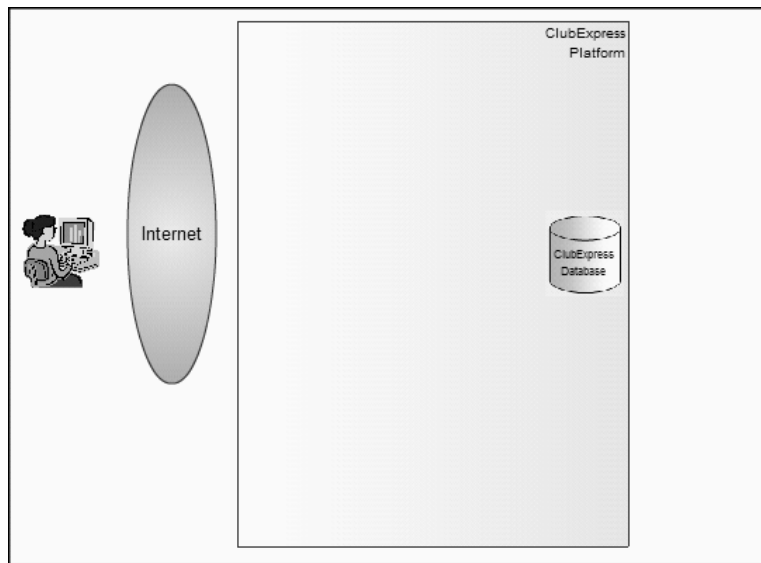 ClubExpress
Platform
Internet
ClubExpress
Database